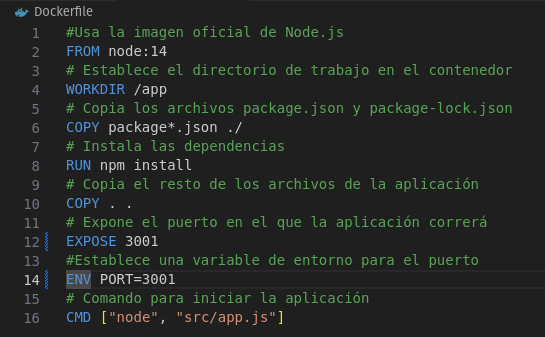 Dockerfile
1 #Usa la imagen oficial de Node.js
2 FROM node:14
3 # Establece el directorio de trabajo en el contenedor
4 WORKDIR /app
5 # Copia los archivos package.json y package-lock.json
6 COPY package*.json ./
7 # Instala las dependencias
8 RUN npm install
9 # Copia el resto de los archivos de la aplicación
10 COPY . .
11 # Expone el puerto en el que la aplicación correrá
12 EXPOSE 3001
13 #Establece una variable de entorno para el puerto
14 ENV PORT=3001
15 # Comando para iniciar la aplicación
16 CMD ["node", "src/app.js"]